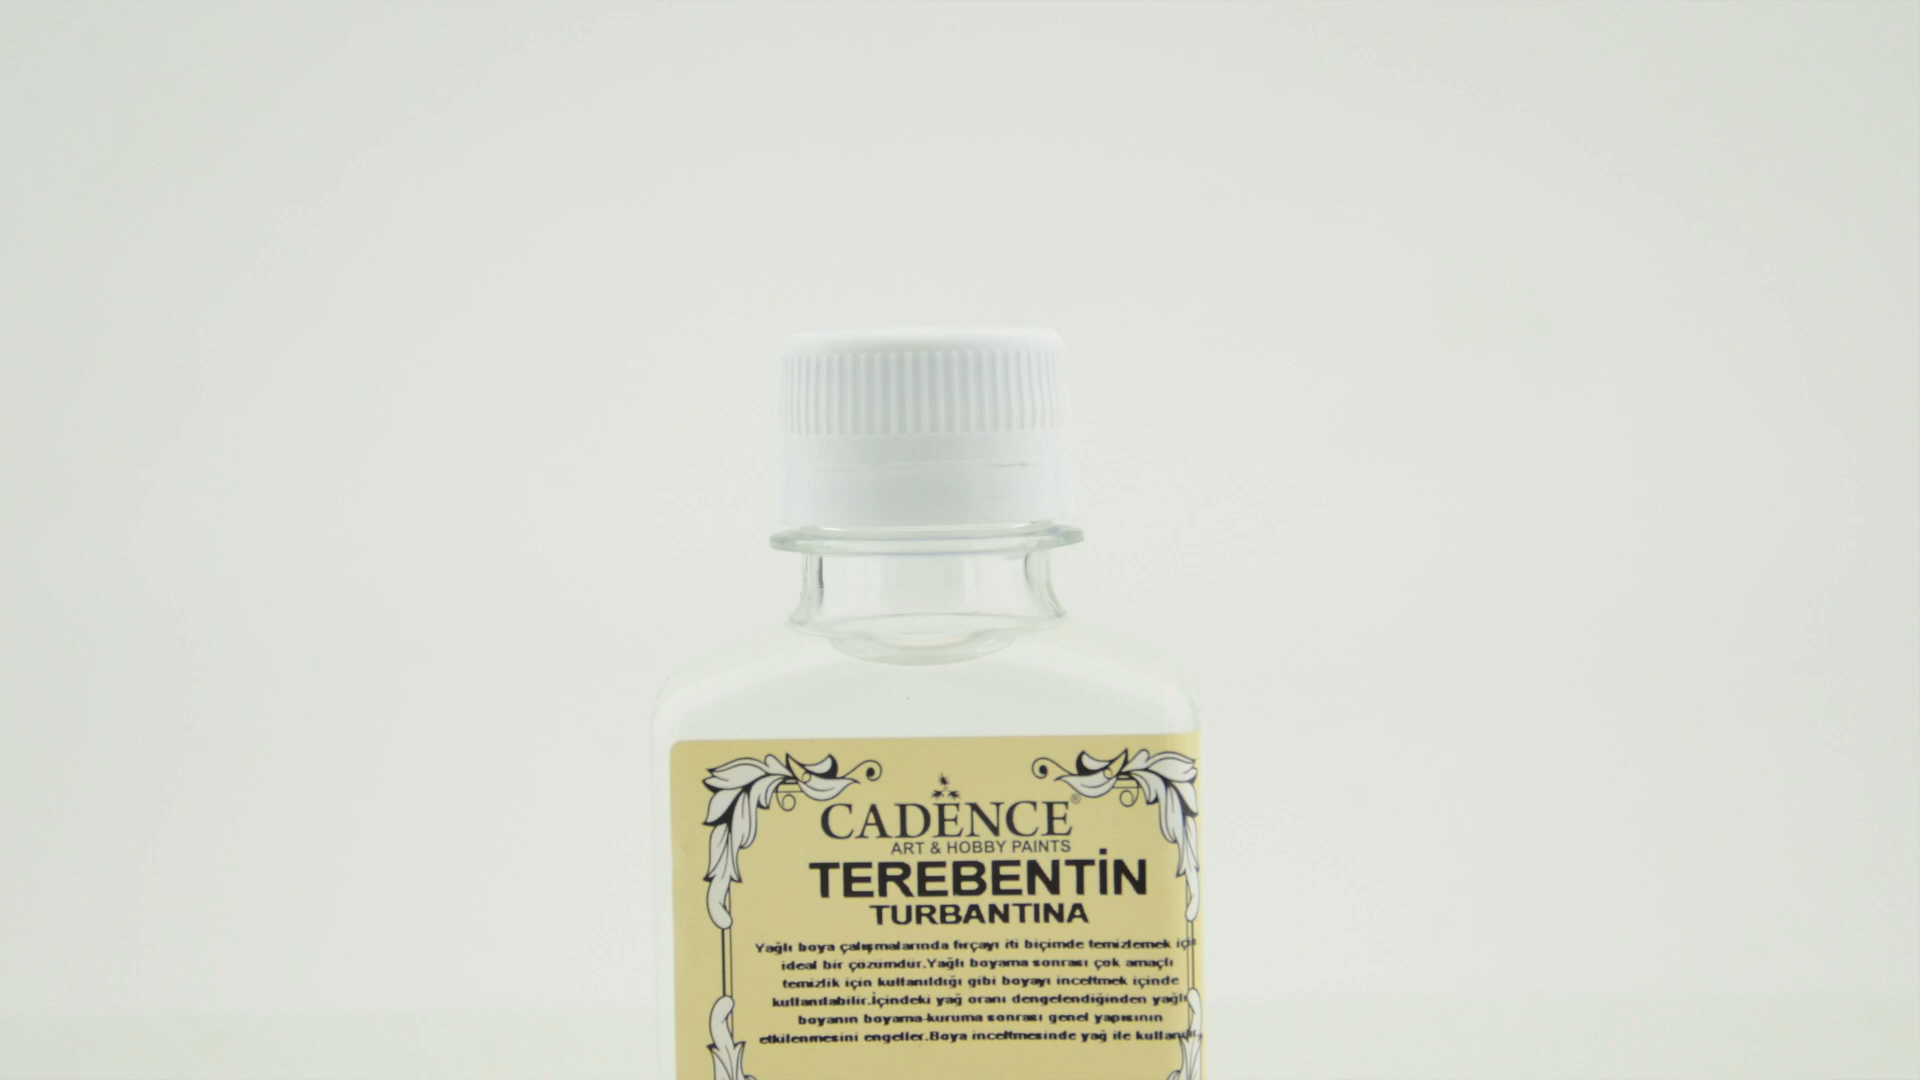 CADENCE®
ART & HOBBY PAINTS
TEREBENTİN
TURBANTINA
Yağlı boya çalışmalarında fırçayı iti biçimde temizlemek için
ideal bir çözümdür.Yağlı boyama sonrası çok amaçlı
temizlik için kullanıldığı gibi boyayı inceltmek içinde
kullanılabilir.İçindeki yağ oranı dengelendiğinden yağlı
boyanın boyama-kuruma sonrası genel yapısının
etkilenmesini engeller.Boya inceltmesinde yağ ile